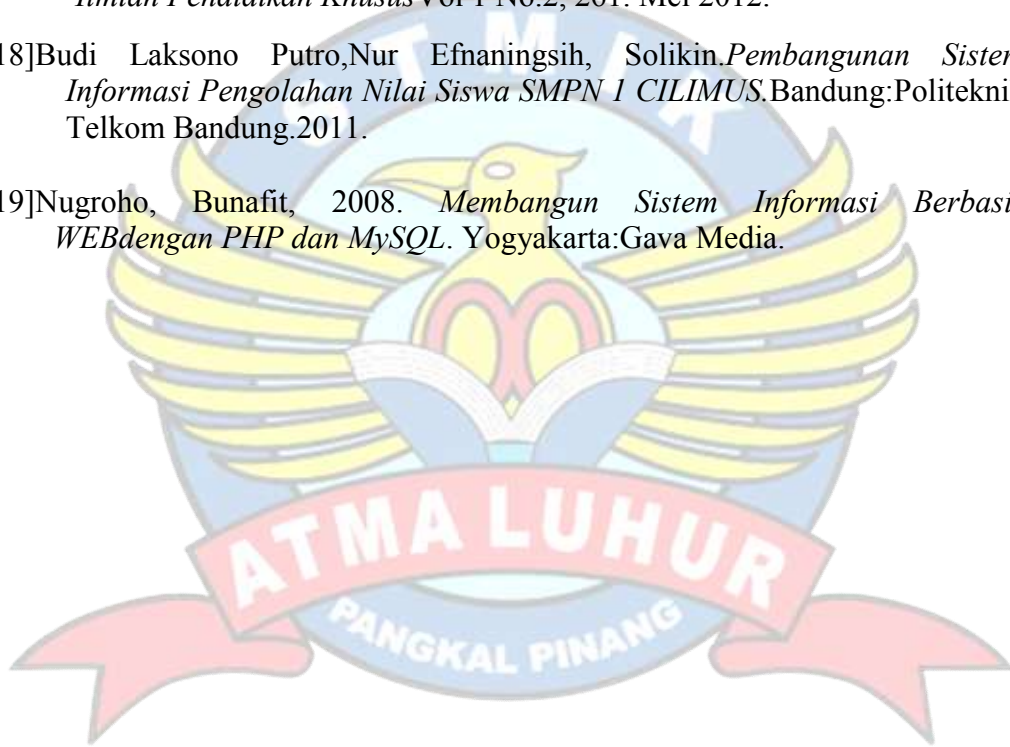 Ilmiah Pendidikan Khusus Vol 1 No.2, 201. Mei 2012.
18]Budi Laksono Putro,Nur Efnaningsih, Solikin.Pembangunan Sister
Informasi Pengolahan Nilai Siswa SMPN 1 CILIMUS.Bandung:Politekni
Telkom Bandung.2011.
19]Nugroho, Bunafit, 2008. Membangun Sistem Informasi Berbasi
WEBdengan PHP dan MySQL. Yogyakarta:Gava Media.
STMIK
ATMA LUHUR
PANGKAL PINANG